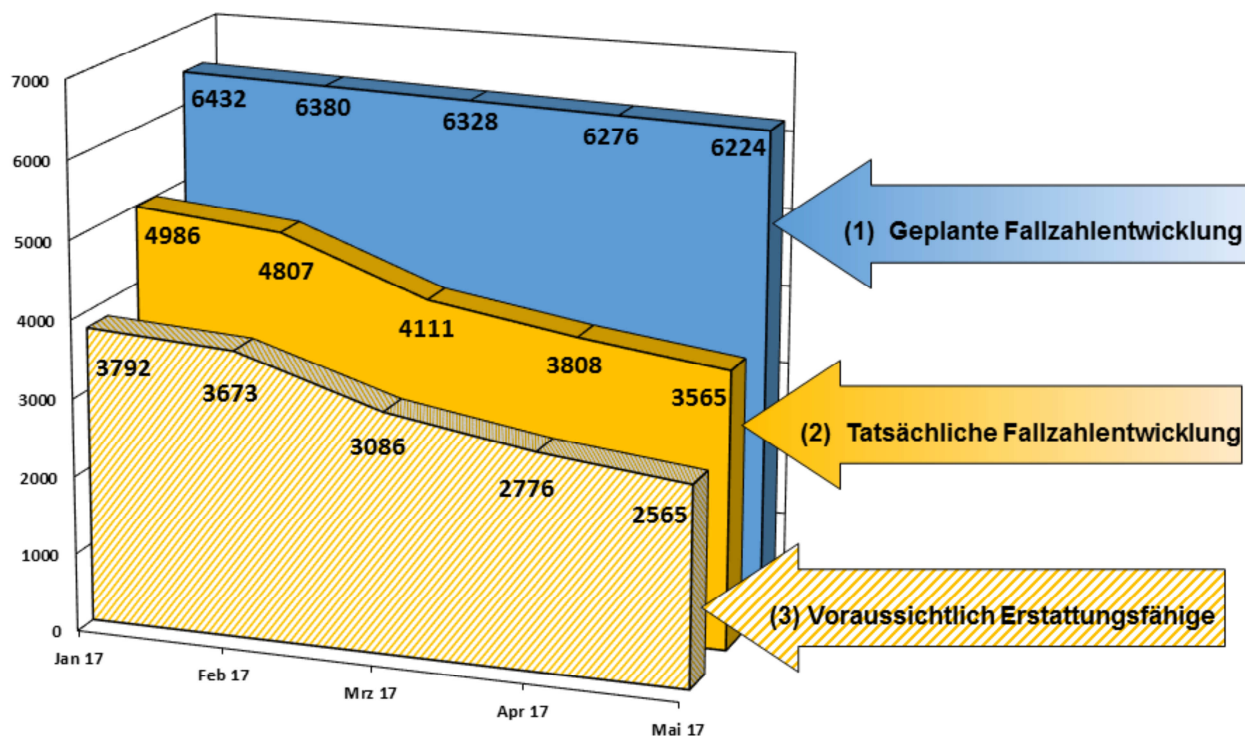 7000
6000
5000
4000
3000
2000
1000
0
6432 6380 6328 6276 6224
4986 4807 4111 3808 3565
3792 3673 3086 2776 2565
Jan 17 Feb 17 Mrz 17 Apr 17 Mai 17
(1) Geplante Fallzahlentwicklung
(2) Tatsächliche Fallzahlentwicklung
(3) Voraussichtlich Erstattungsfähige